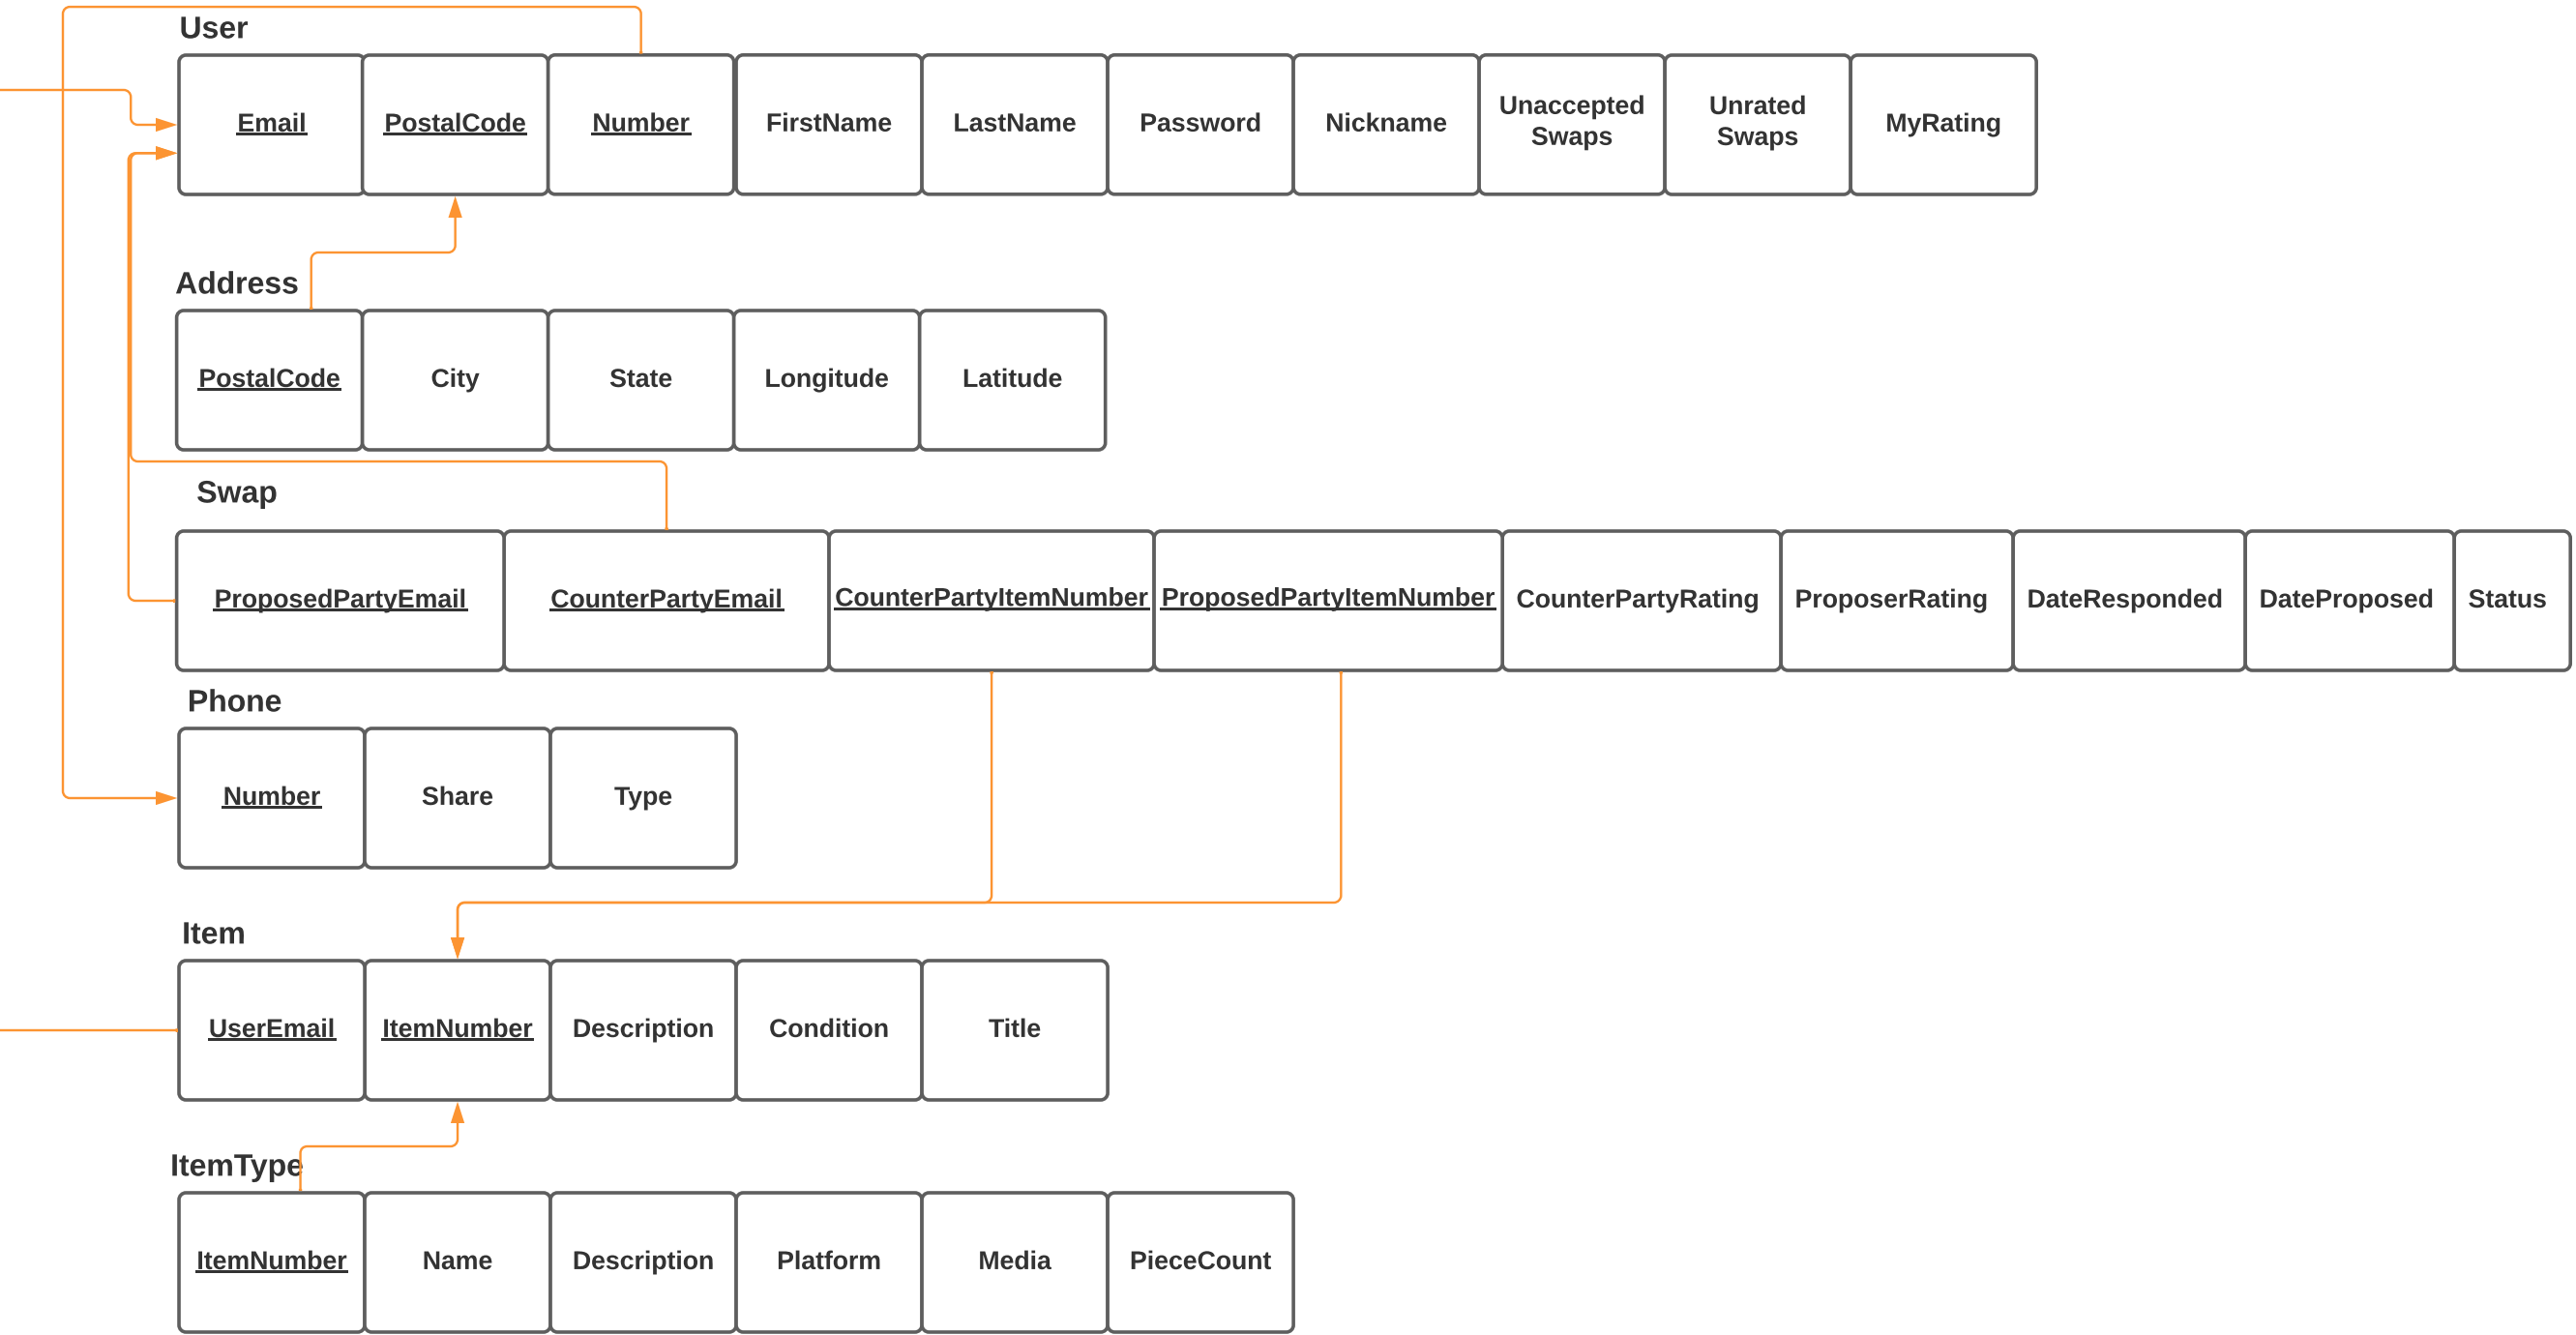 User
Email PostalCode Number FirstName LastName Password Nickname Unaccepted Swaps Unrated Swaps MyRating
Address
PostalCode City State Longitude Latitude
Swap
ProposedPartyEmail CounterPartyEmail CounterPartyItemNumber ProposedPartyItemNumber CounterPartyRating ProposerRating DateResponded DateProposed Status
Phone
Number Share Type
Item
UserEmail ItemNumber Description Condition Title
ItemType
ItemNumber Name Description Platform Media PieceCount